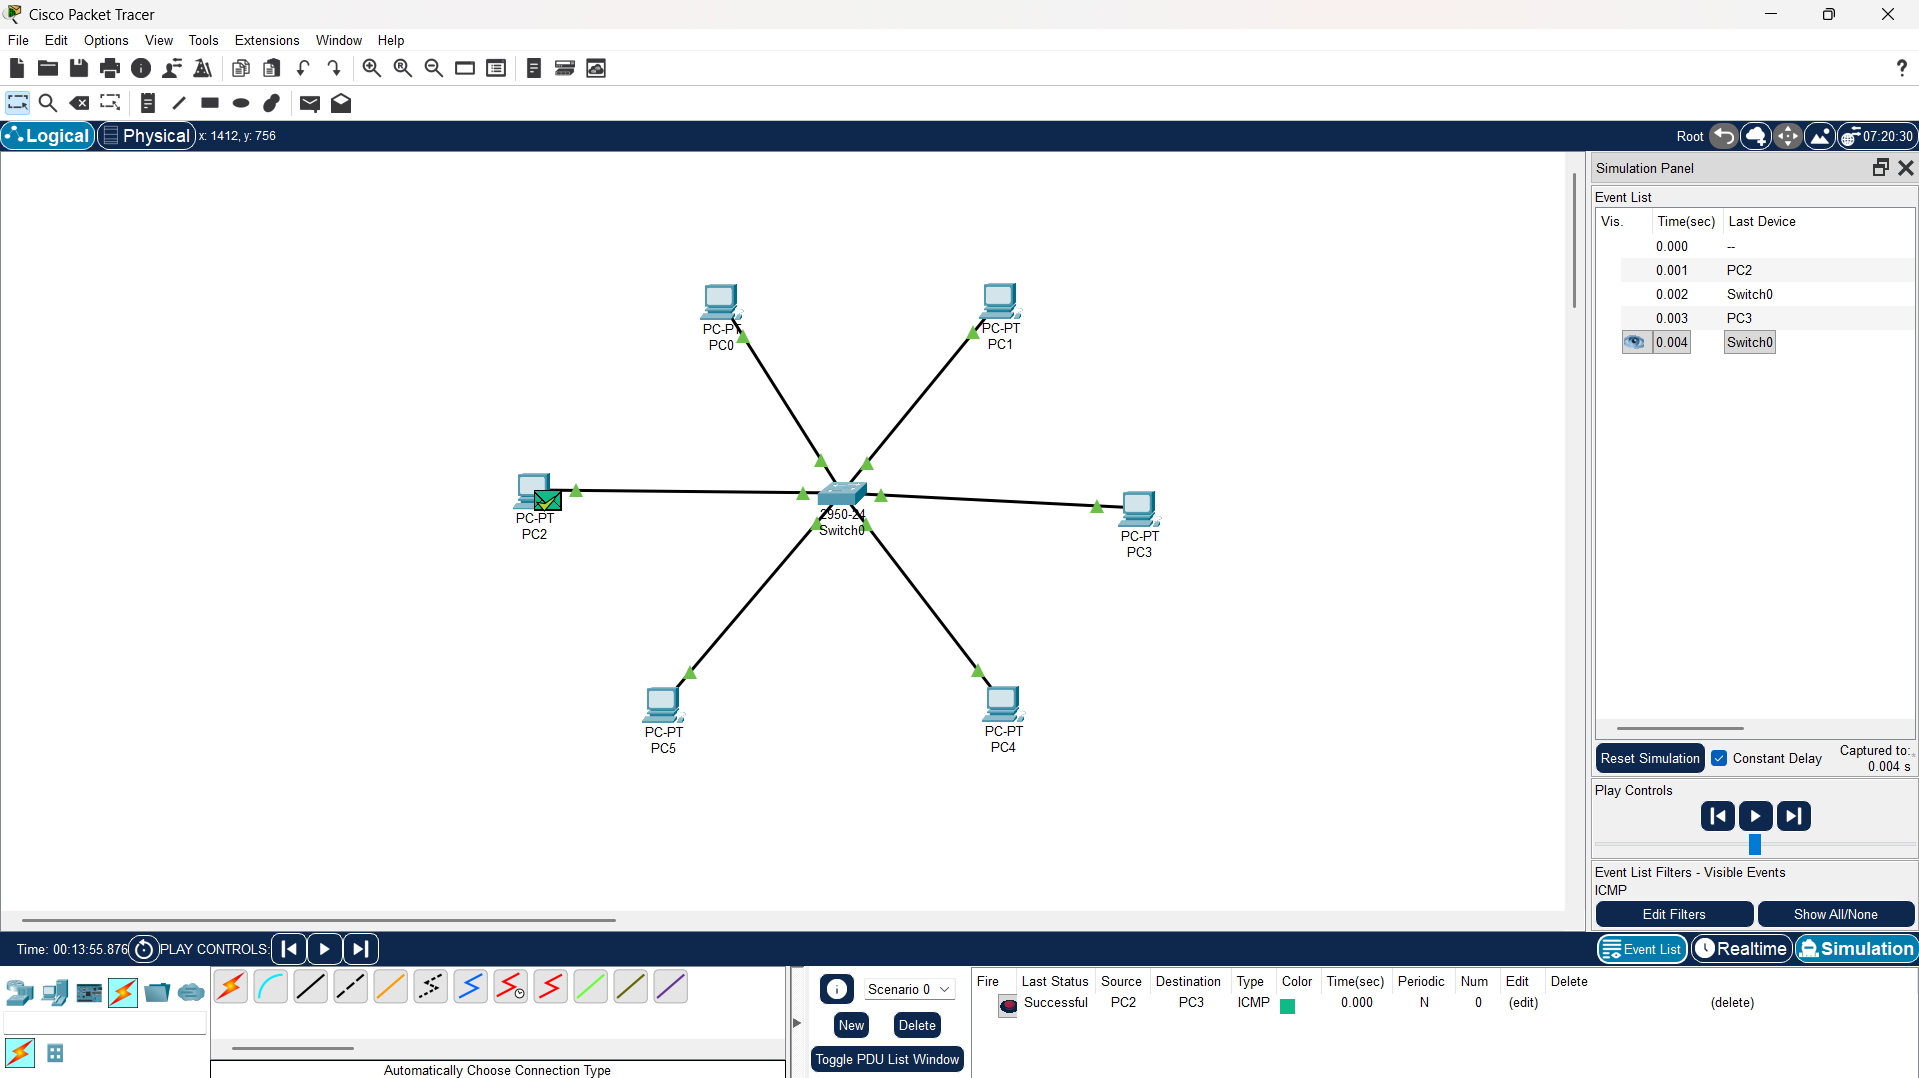 Cisco Packet Tracer
File Edit Options View Tools Extensions Window Help
?
Logical Physical x: 1412, y: 756 Root 07:20:30
Simulation Panel
Event List
Vis. Time(sec) Last Device
0.000 --
0.001 PC2
0.002 Switch0
0.003 PC3
0.004 Switch0
PC-PT
PC0
PC-PT
PC1
PC-PT
PC2
2950-24
Switch0
PC-PT
PC3
PC-PT
PC5
PC-PT
PC4
Reset Simulation Constant Delay Captured to:
0.004 s
Play Controls
Event List Filters - Visible Events
ICMP
Edit Filters Show All/None
Time: 00:13:55.876 PLAY CONTROLS: Event List Realtime Simulation
Scenario 0
New Delete
Toggle PDU List Window
Fire Last Status Source Destination Type Color Time(sec) Periodic Num Edit Delete
Successful PC2 PC3 ICMP 0.000 N 0 (edit) (delete)
Automatically Choose Connection Type